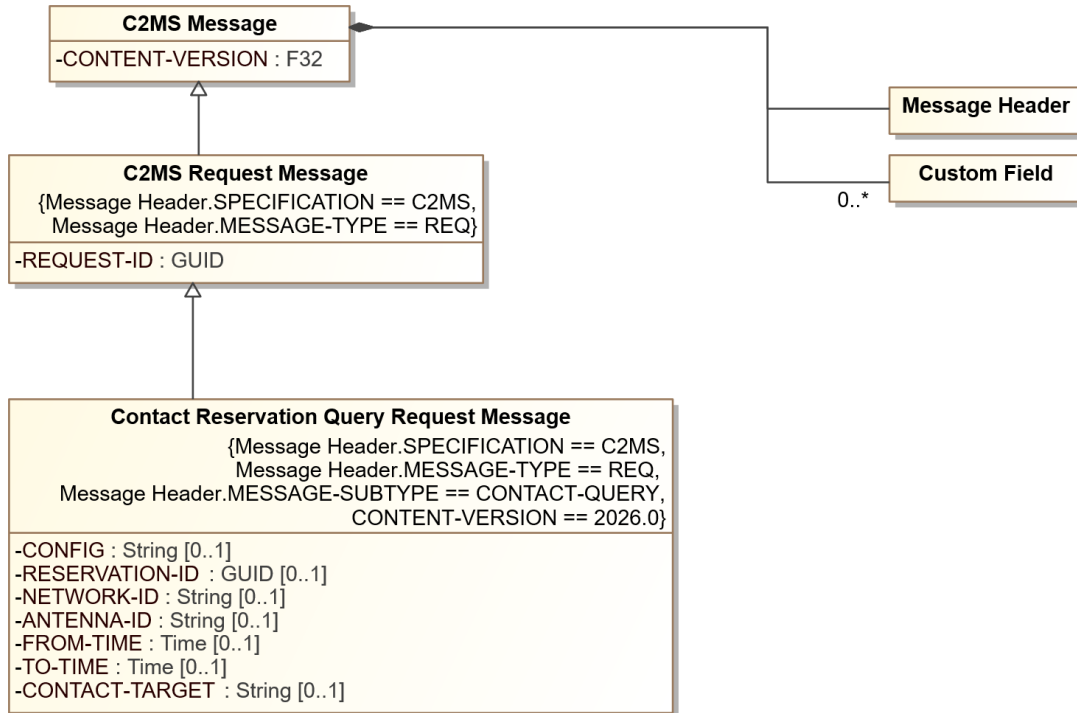 C2MS Message
-CONTENT-VERSION : F32
Message Header
Custom Field
0..*
C2MS Request Message
{Message Header.SPECIFICATION == C2MS,
Message Header.MESSAGE-TYPE == REQ}
-REQUEST-ID : GUID
Contact Reservation Query Request Message
{Message Header.SPECIFICATION == C2MS,
Message Header.MESSAGE-TYPE == REQ,
Message Header.MESSAGE-SUBTYPE == CONTACT-QUERY,
CONTENT-VERSION == 2026.0}
-CONFIG : String [0..1]
-RESERVATION-ID : GUID [0..1]
-NETWORK-ID : String [0..1]
-ANTENNA-ID : String [0..1]
-FROM-TIME : Time [0..1]
-TO-TIME : Time [0..1]
-CONTACT-TARGET : String [0..1]